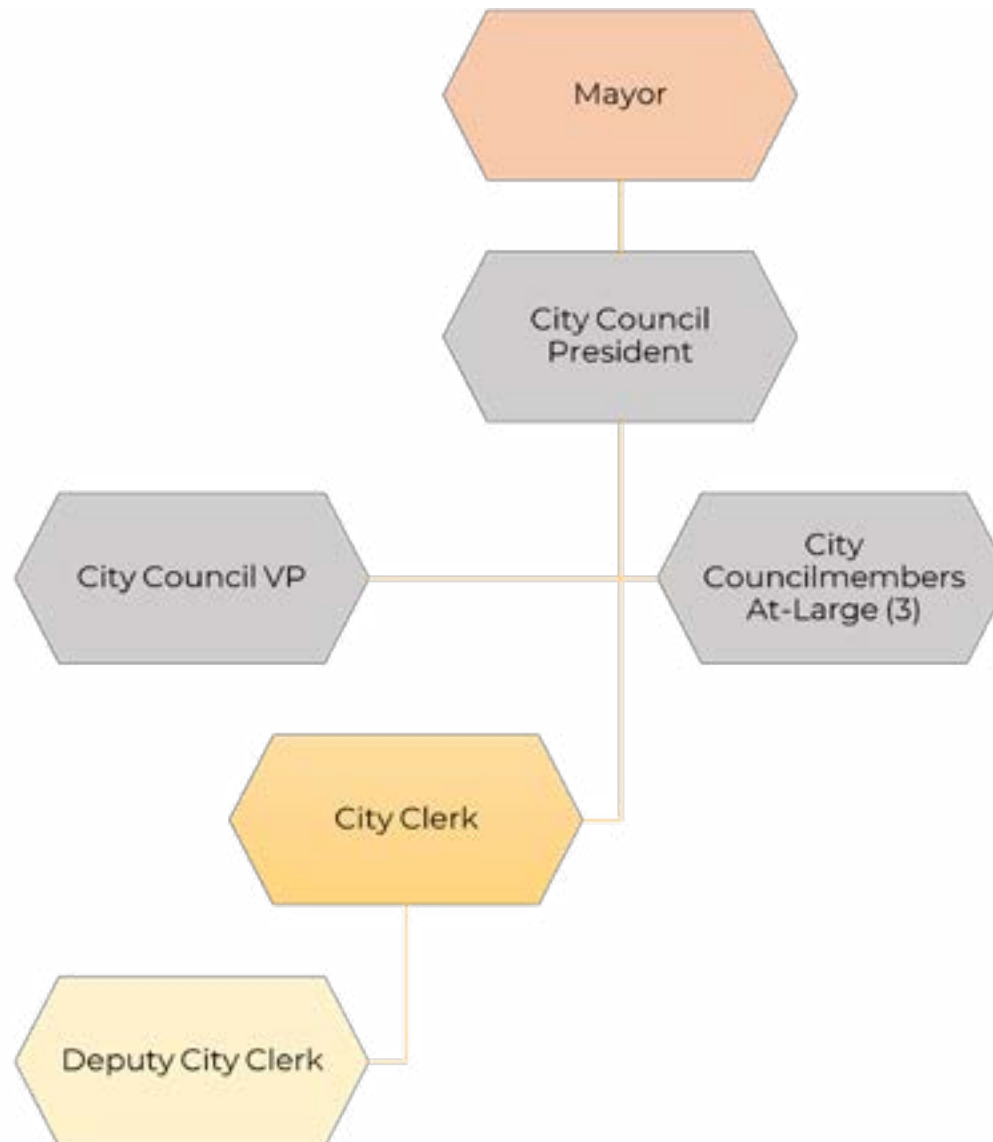 Mayor
City Council
President
City Council VP
City
Councilmembers
At-Large (3)
City Clerk
Deputy City Clerk